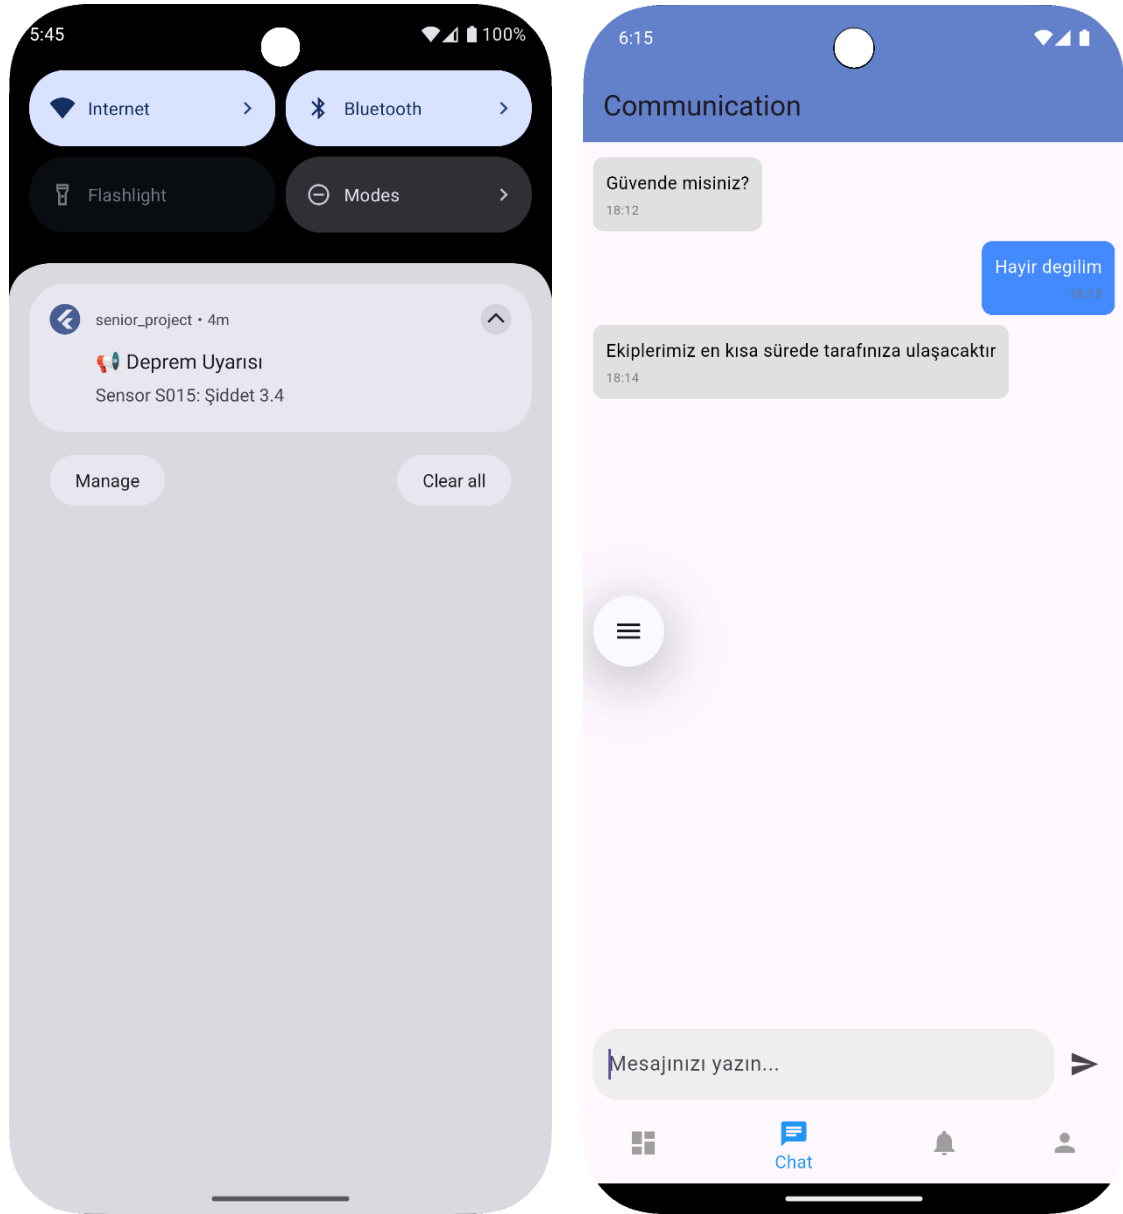 5:45
100%
Internet
Bluetooth
Flashlight
Modes
senior_project • 4m
📢 Deprem Uyarısı
Sensor S015: Şiddet 3.4
Manage
Clear all
6:15
Communication
Güvende misiniz?
18:12
Hayir degilim
18:13
Ekiplerimiz en kısa sürede tarafınıza ulaşacaktır
18:14
Mesajınızı yazın...
Chat